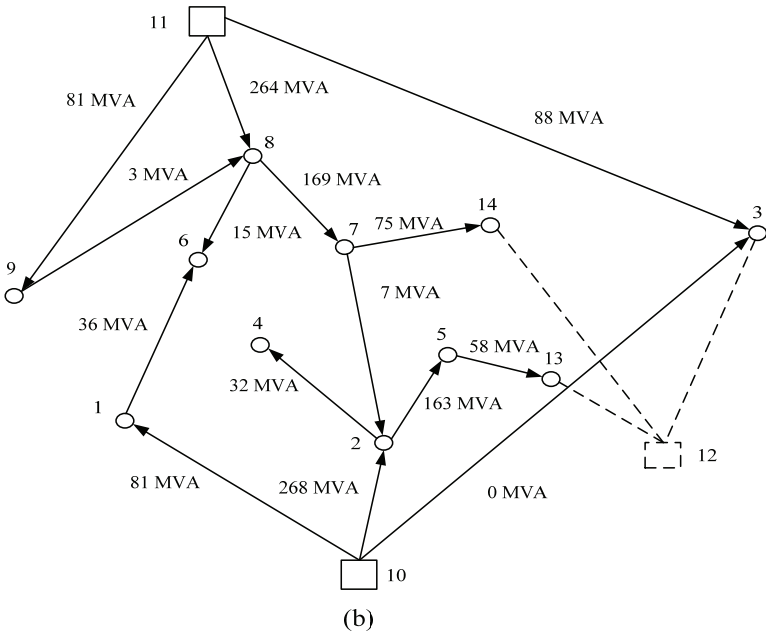 11
264 MVA
81 MVA
88 MVA
8
3 MVA
169 MVA
14
3
15 MVA
7
75 MVA
6
9
7 MVA
36 MVA
4
5
58 MVA
13
32 MVA
163 MVA
1
2
12
81 MVA
268 MVA
0 MVA
10
(b)